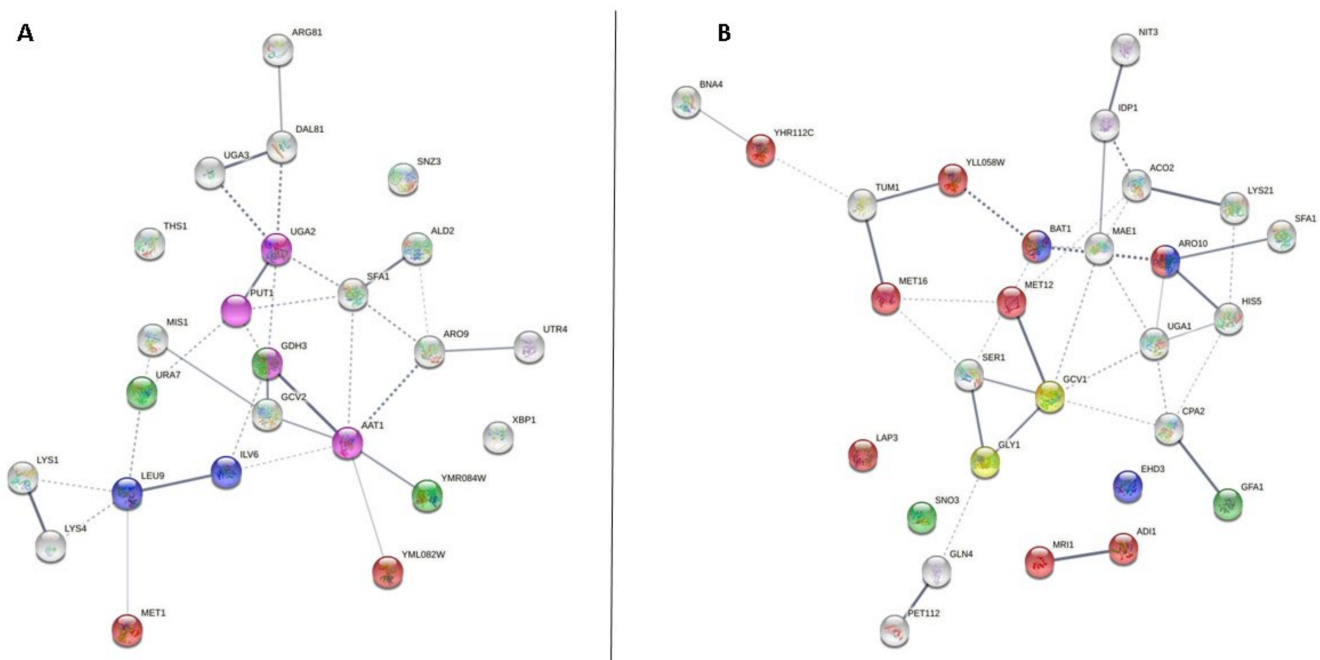 A
ARG81
DAL81
UGA3
SNZ3
THS1
UGA2
ALD2
SFA1
PUT1
MIS1
UTR4
ARO9
GDH3
URA7
GCV2
XBP1
AAT1
LYS1
LEU9
ILV6
YMR084W
LYS4
YML082W
MET1
B
NIT3
BNA4
IDP1
YHR112C
YLL058W
ACO2
TUM1
LYS21
SFA1
BAT1
MAE1
ARO10
MET16
MET12
HIS5
UGA1
SER1
GCV1
CPA2
LAP3
GLY1
EHD3
GFA1
SNO3
ADI1
MRI1
GLN4
PET112